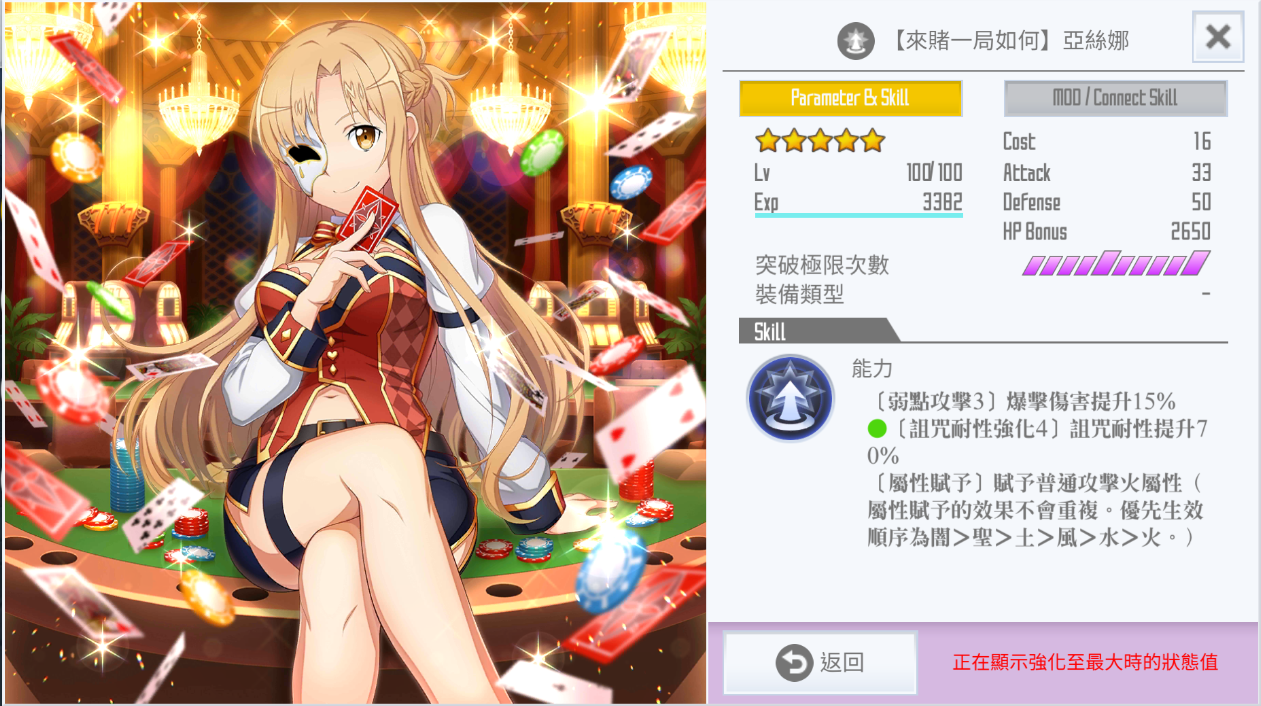 【來賭一局如何】亞絲娜
Parameter & Skill
MOD / Connect Skill
Lv 100/100
Exp 3382
Cost 16
Attack 33
Defense 50
HP Bonus 2650
突破極限次數
裝備類型 -
Skill
能力
〔弱點攻擊3〕爆擊傷害提升15%
〔詛咒耐性強化4〕詛咒耐性提升7
0%
〔屬性賦予〕賦予普通攻擊火屬性（
屬性賦予的效果不會重複。優先生效
順序為闇＞聖＞土＞風＞水＞火。）
返回
正在顯示強化至最大時的狀態值